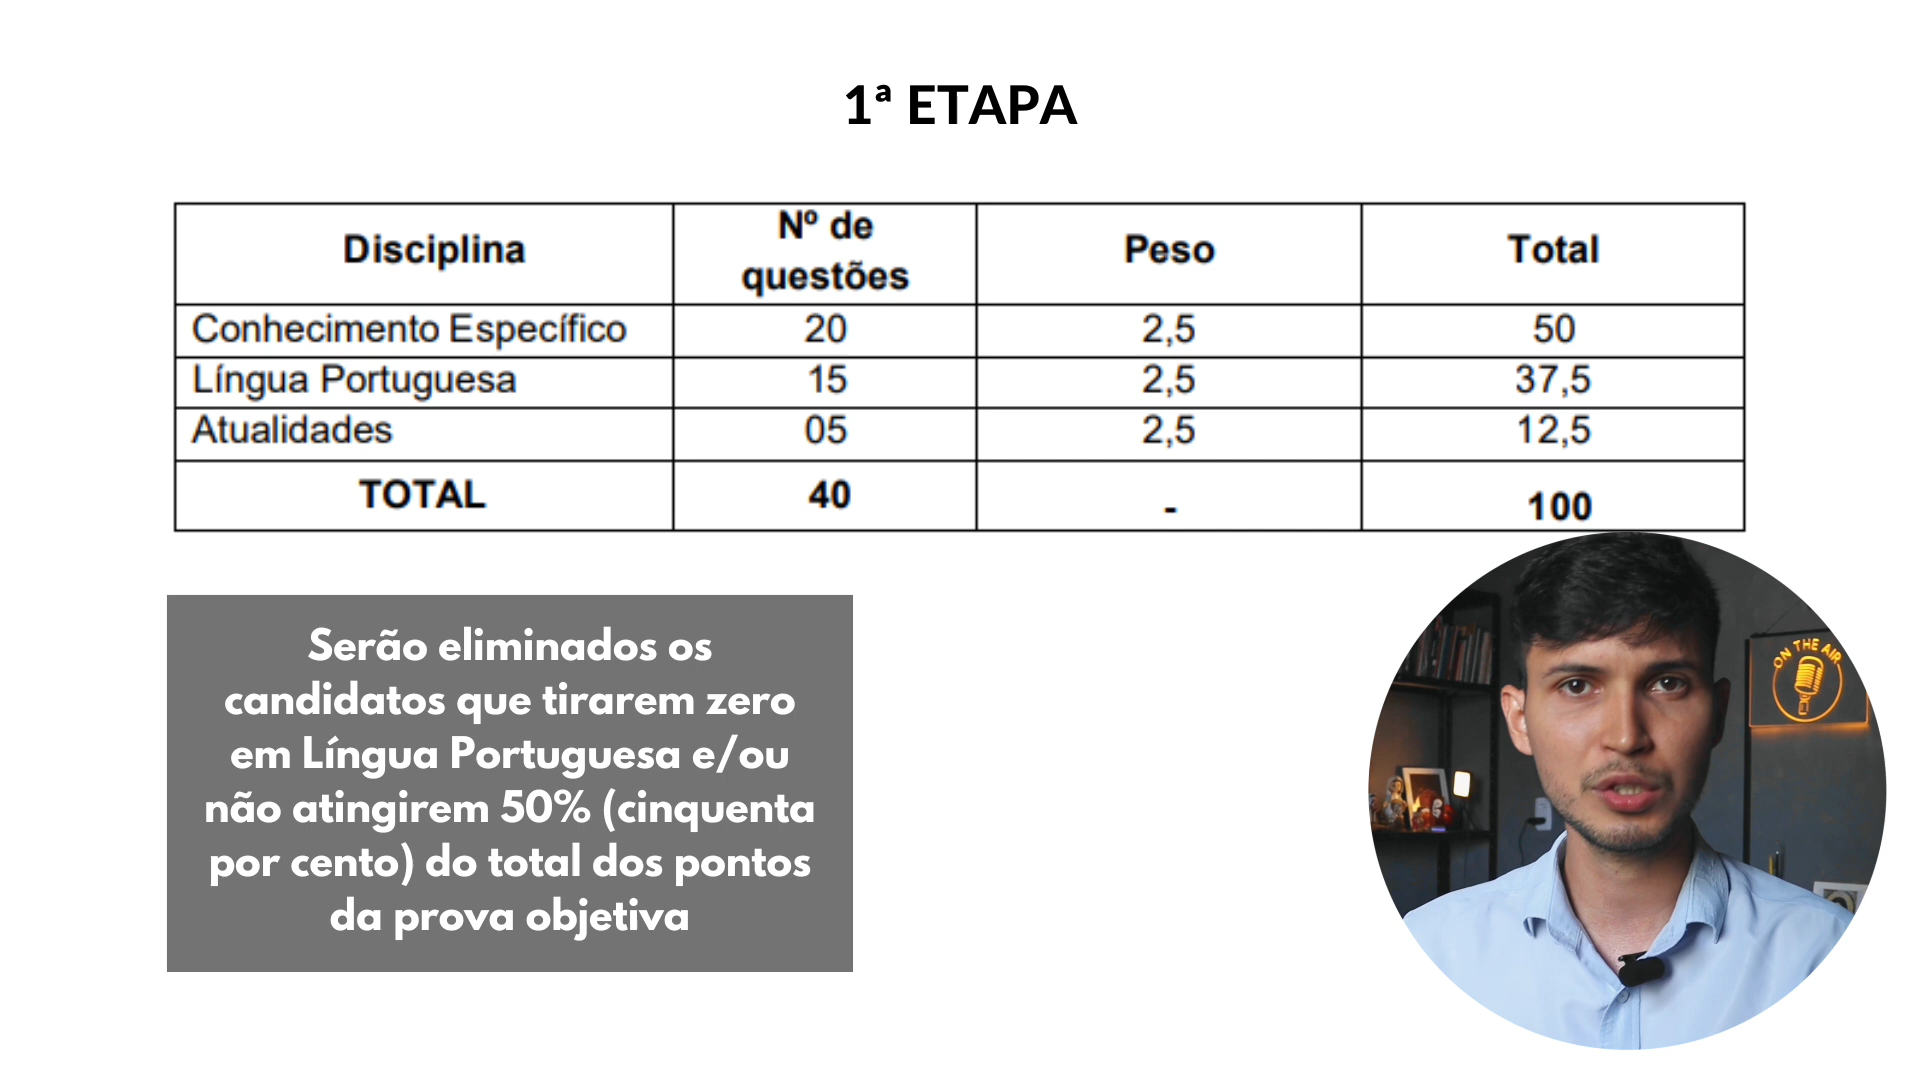 1ª ETAPA
Disciplina Nº de questões Peso Total
Conhecimento Específico 20 2,5 50
Língua Portuguesa 15 2,5 37,5
Atualidades 05 2,5 12,5
TOTAL 40 - 100
Serão eliminados os
candidatos que tirarem zero
em Língua Portuguesa e/ou
não atingirem 50% (cinquenta
por cento) do total dos pontos
da prova objetiva
ON THE AIR